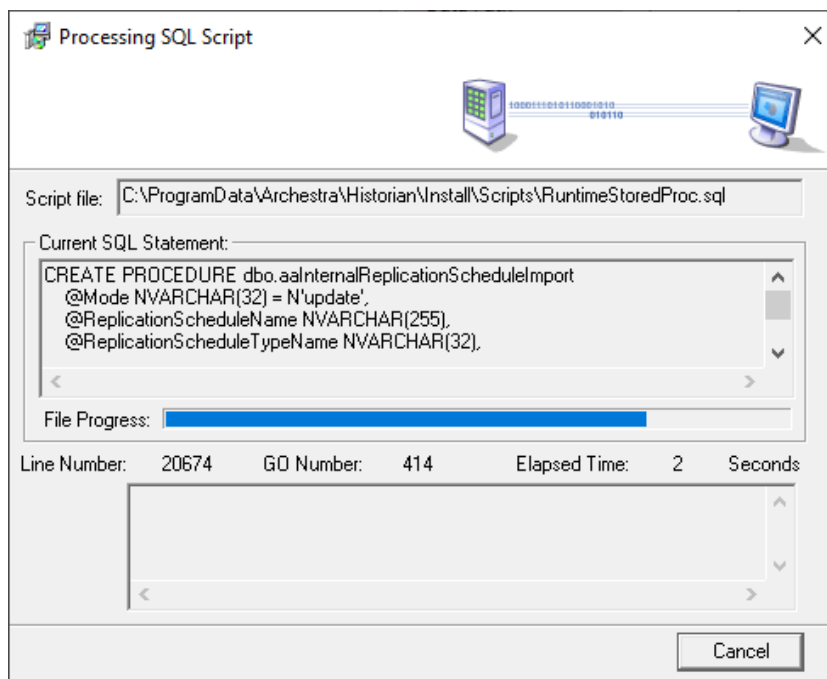 Processing SQL Script
1000111010110001010
010110
Script file: C:\ProgramData\Archestra\Historian\Install\Scripts\RuntimeStoredProc.sql
Current SQL Statement:
CREATE PROCEDURE dbo.aaInternalReplicationScheduleImport
@Mode NVARCHAR(32) = N'update',
@ReplicationScheduleName NVARCHAR(255),
@ReplicationScheduleTypeName NVARCHAR(32),
File Progress:
Line Number: 20674 GO Number: 414 Elapsed Time: 2 Seconds
Cancel